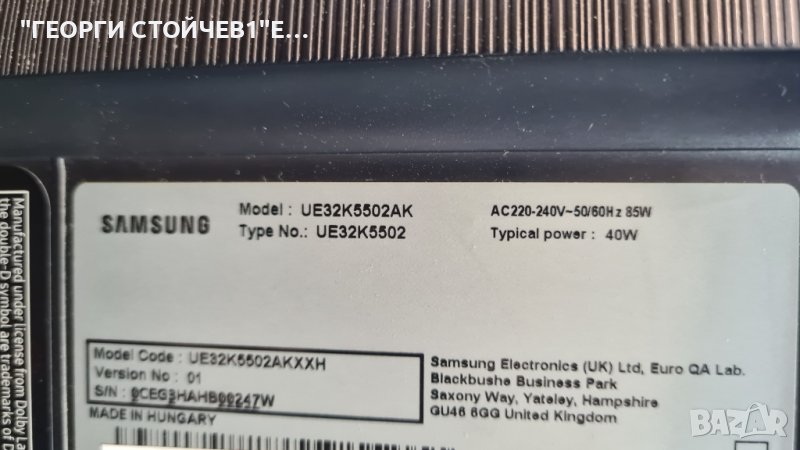 "ГЕОРГИ СТОЙЧЕВ1"Е...
SAMSUNG
Model : UE32K5502AK
Type No.: UE32K5502
AC220-240V~50/60Hz 85W
Typical power : 40W
Model Code : UE32K5502AKXXH
Version No : 01
S/N : 0CEG3HAHB00247W
MADE IN HUNGARY
Samsung Electronics (UK) Ltd, Euro QA Lab.
Blackbushe Business Park
Saxony Way, Yateley, Hampshire
GU46 6GG United Kingdom
Manufactured under license from Dolby La
the double-D symbol are trademarks of D
BAZAR